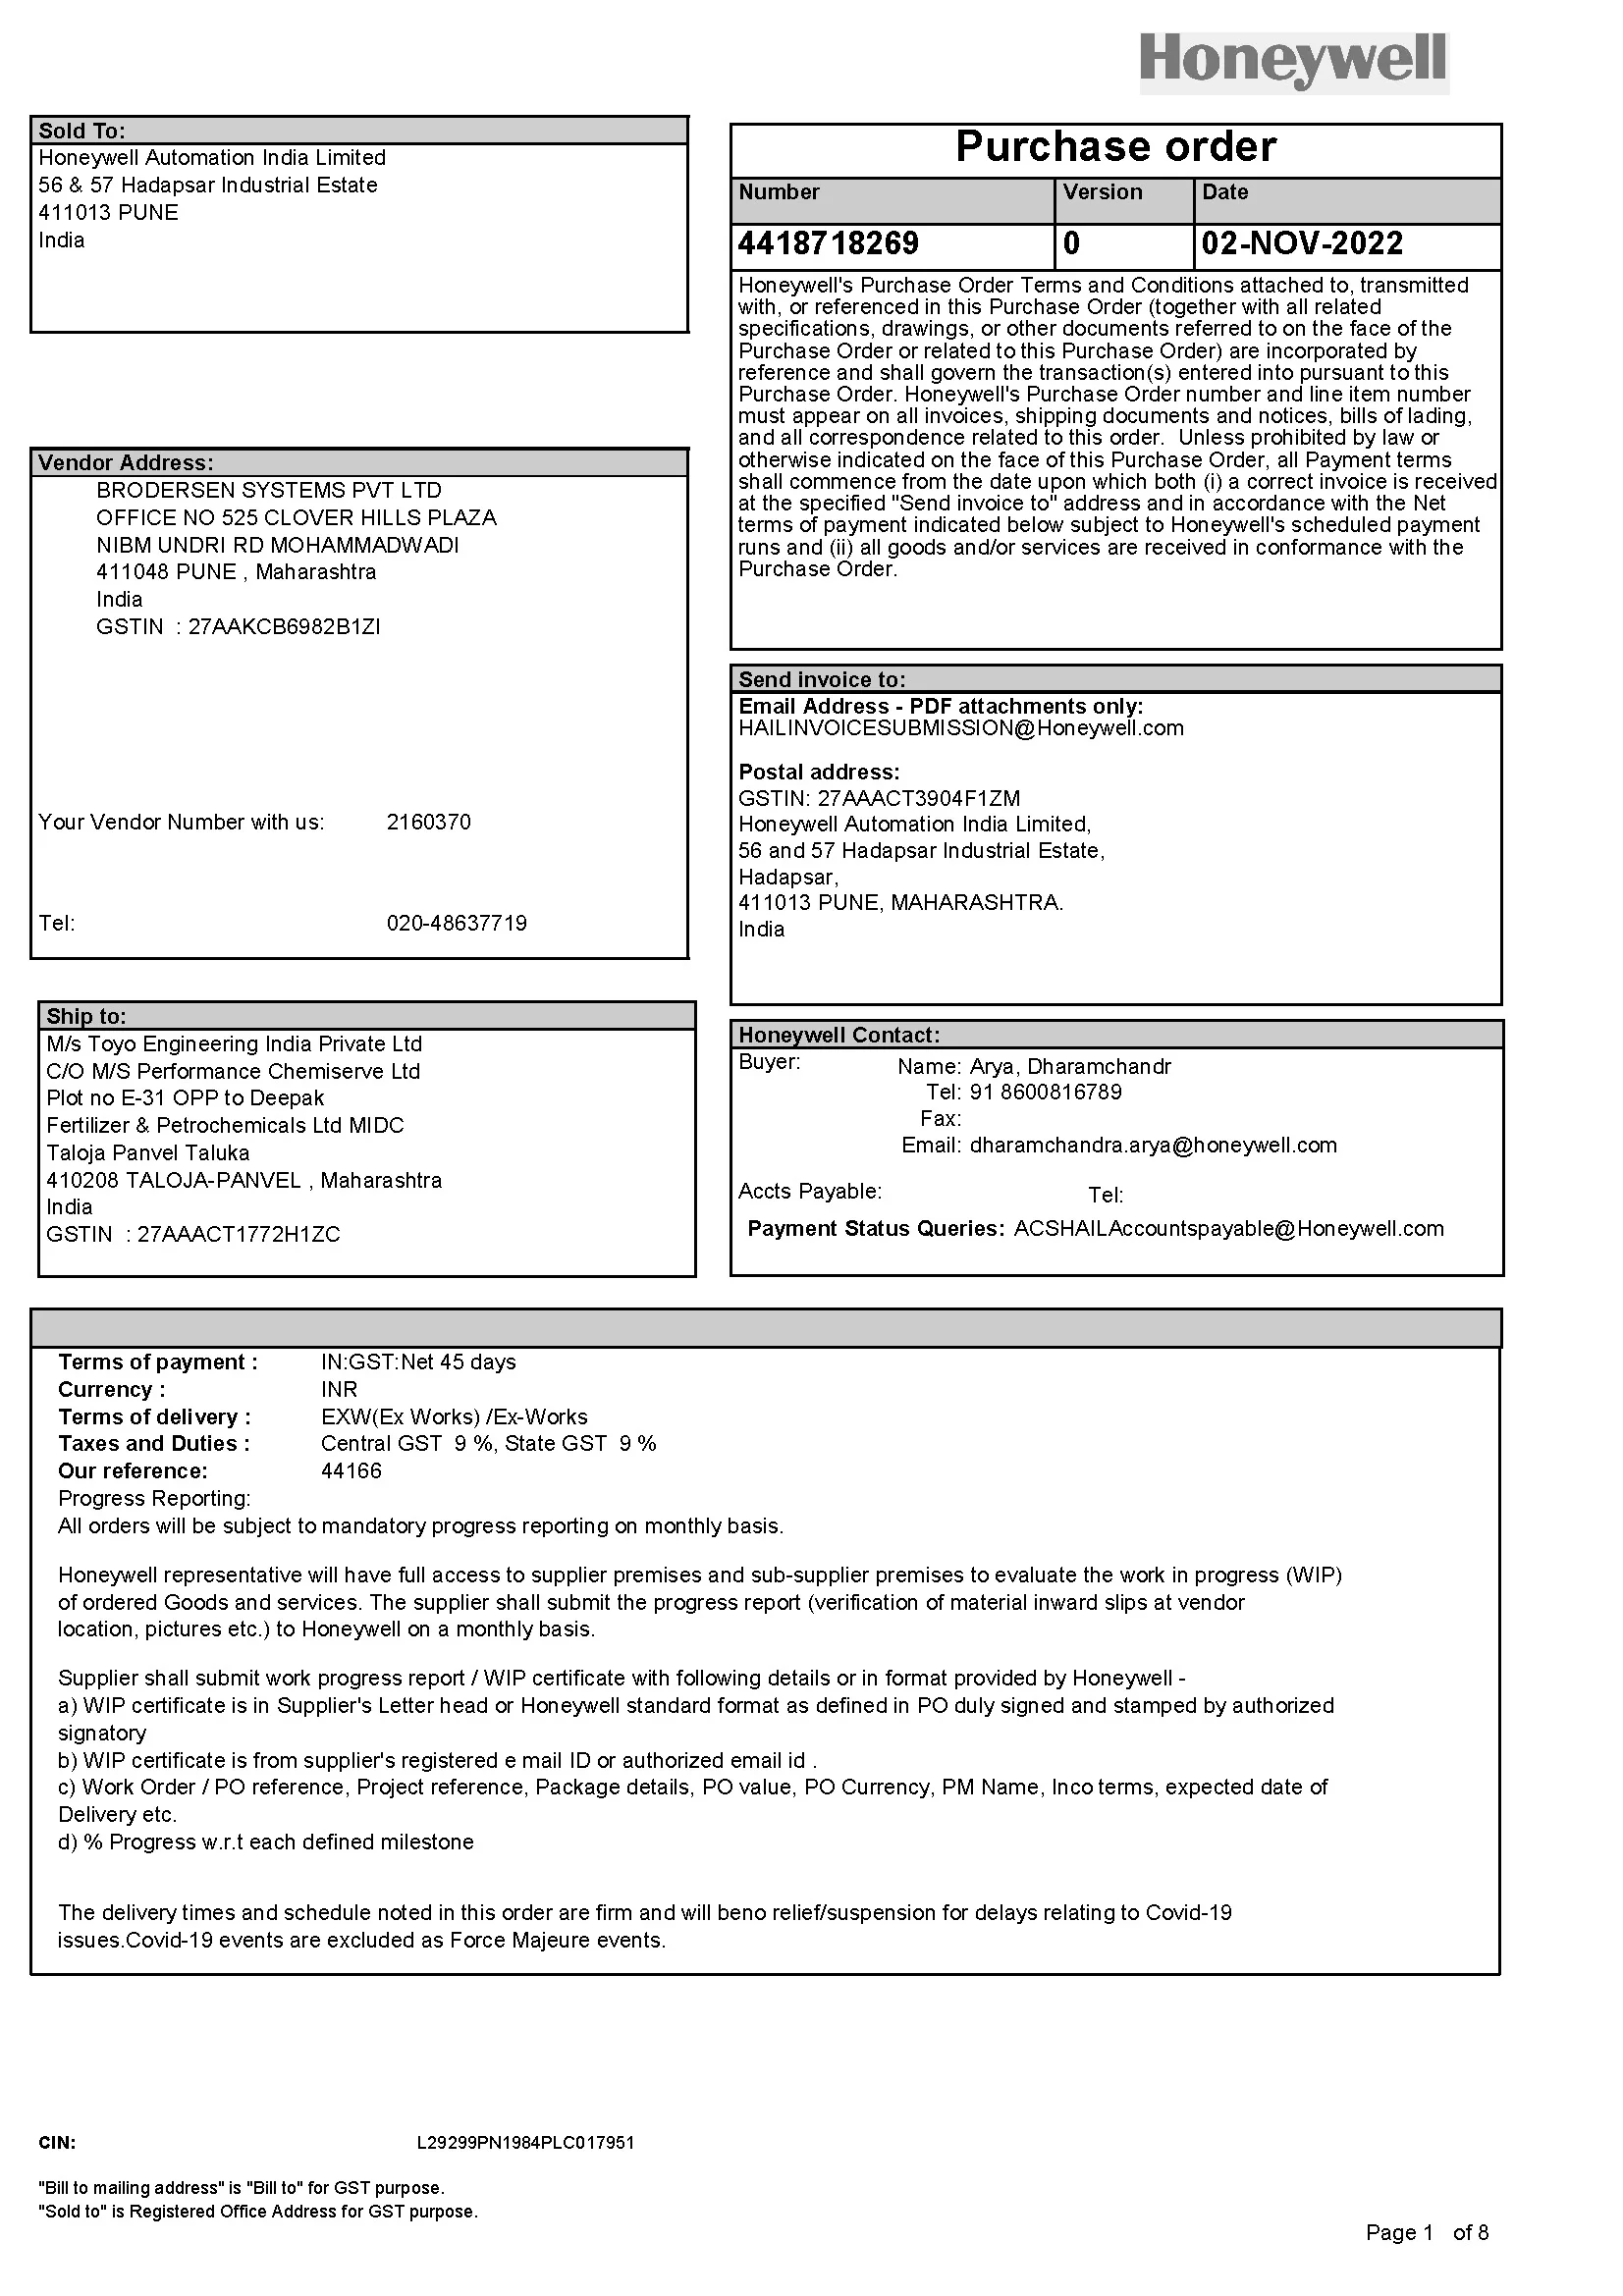 Honeywell
Sold To:
Honeywell Automation India Limited
56 & 57 Hadapsar Industrial Estate
411013 PUNE
India
Purchase order
Number Version Date
4418718269 0 02-NOV-2022
Honeywell's Purchase Order Terms and Conditions attached to, transmitted
with, or referenced in this Purchase Order (together with all related
specifications, drawings, or other documents referred to on the face of the
Purchase Order or related to this Purchase Order) are incorporated by
reference and shall govern the transaction(s) entered into pursuant to this
Purchase Order. Honeywell's Purchase Order number and line item number
must appear on all invoices, shipping documents and notices, bills of lading,
and all correspondence related to this order.  Unless prohibited by law or
otherwise indicated on the face of this Purchase Order, all Payment terms
shall commence from the date upon which both (i) a correct invoice is received
at the specified "Send invoice to" address and in accordance with the Net
terms of payment indicated below subject to Honeywell's scheduled payment
runs and (ii) all goods and/or services are received in conformance with the
Purchase Order.
Vendor Address:
BRODERSEN SYSTEMS PVT LTD
OFFICE NO 525 CLOVER HILLS PLAZA
NIBM UNDRI RD MOHAMMADWADI
411048 PUNE , Maharashtra
India
GSTIN  : 27AAKCB6982B1ZI
Your Vendor Number with us: 2160370
Tel: 020-48637719
Send invoice to:
Email Address - PDF attachments only:
HAILINVOICESUBMISSION@Honeywell.com
Postal address:
GSTIN: 27AAACT3904F1ZM
Honeywell Automation India Limited,
56 and 57 Hadapsar Industrial Estate,
Hadapsar,
411013 PUNE, MAHARASHTRA.
India
Ship to:
M/s Toyo Engineering India Private Ltd
C/O M/S Performance Chemiserve Ltd
Plot no E-31 OPP to Deepak
Fertilizer & Petrochemicals Ltd MIDC
Taloja Panvel Taluka
410208 TALOJA-PANVEL , Maharashtra
India
GSTIN  : 27AAACT1772H1ZC
Honeywell Contact:
Buyer: Name: Arya, Dharamchandr
Tel: 91 8600816789
Fax:
Email: dharamchandra.arya@honeywell.com
Accts Payable: Tel:
Payment Status Queries: ACSHAILAccountspayable@Honeywell.com
Terms of payment : IN:GST:Net 45 days
Currency : INR
Terms of delivery : EXW(Ex Works) /Ex-Works
Taxes and Duties : Central GST  9 %, State GST  9 %
Our reference: 44166
Progress Reporting:
All orders will be subject to mandatory progress reporting on monthly basis.
Honeywell representative will have full access to supplier premises and sub-supplier premises to evaluate the work in progress (WIP)
of ordered Goods and services. The supplier shall submit the progress report (verification of material inward slips at vendor
location, pictures etc.) to Honeywell on a monthly basis.
Supplier shall submit work progress report / WIP certificate with following details or in format provided by Honeywell -
a) WIP certificate is in Supplier's Letter head or Honeywell standard format as defined in PO duly signed and stamped by authorized
signatory
b) WIP certificate is from supplier's registered e mail ID or authorized email id .
c) Work Order / PO reference, Project reference, Package details, PO value, PO Currency, PM Name, Inco terms, expected date of
Delivery etc.
d) % Progress w.r.t each defined milestone
The delivery times and schedule noted in this order are firm and will beno relief/suspension for delays relating to Covid-19
issues.Covid-19 events are excluded as Force Majeure events.
CIN: L29299PN1984PLC017951
"Bill to mailing address" is "Bill to" for GST purpose.
"Sold to" is Registered Office Address for GST purpose.
Page 1 of 8